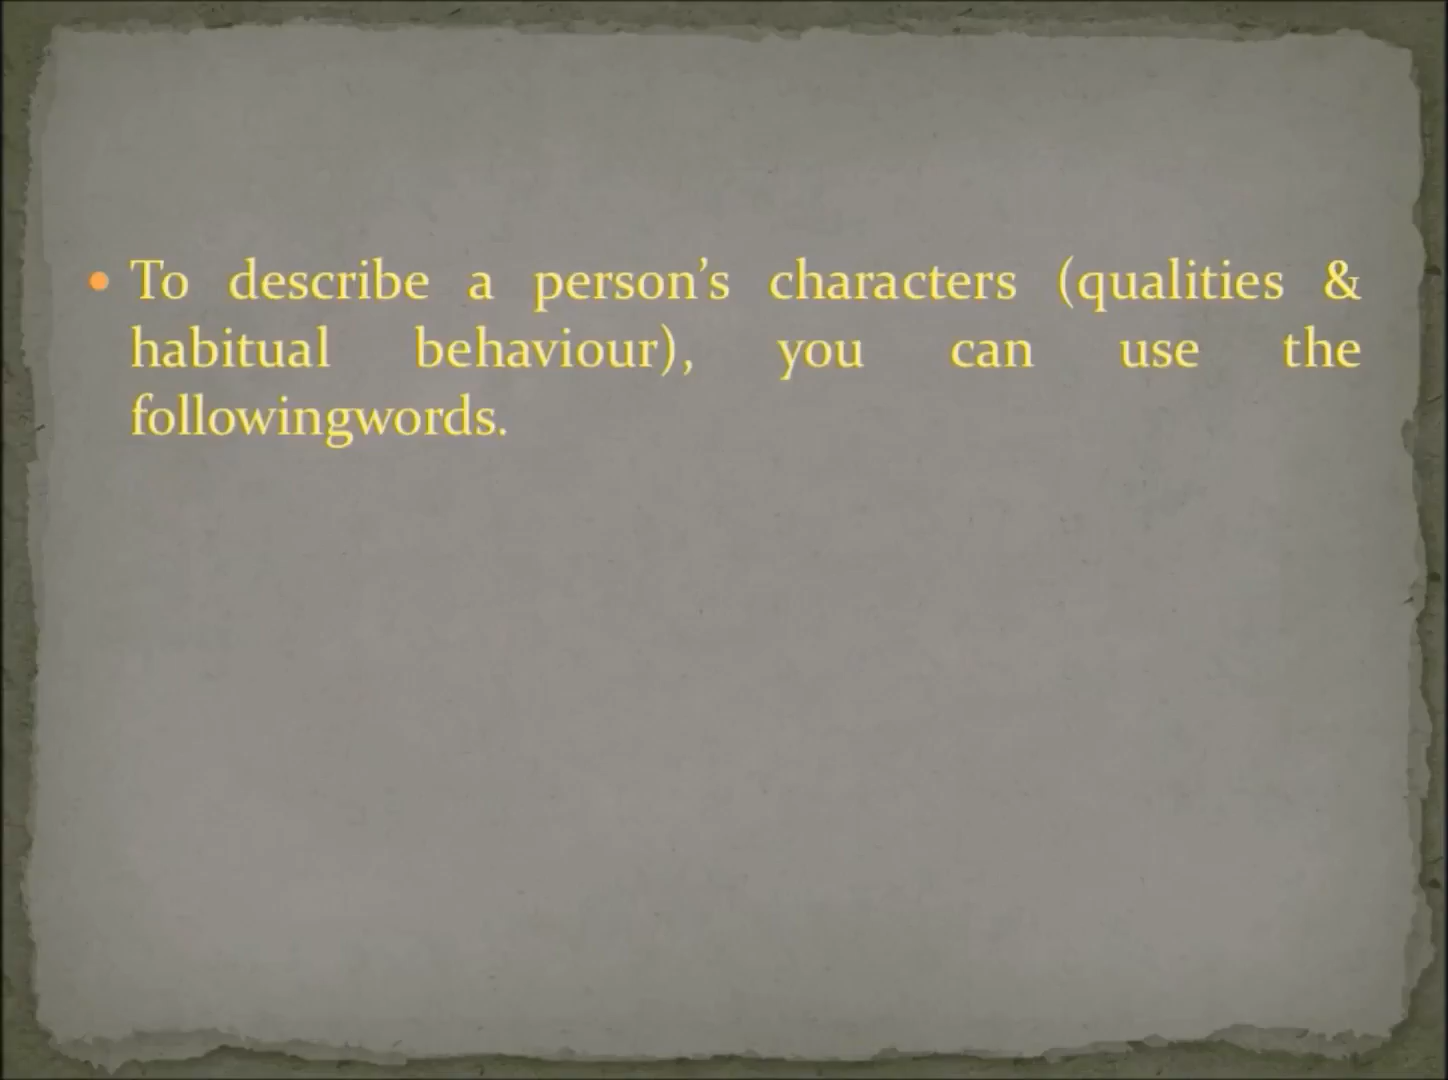 • To describe a person’s characters (qualities &
habitual behaviour), you can use the
followingwords.